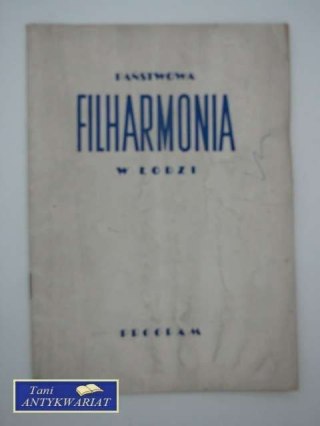 PAŃSTWOWA
FILHARMONIA
W ŁODZI
PROGRAM
Tani
ANTYKWARIAT